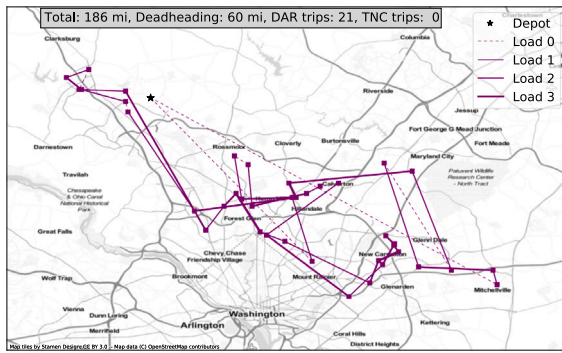 Total: 186 mi, Deadheading: 60 mi, DAR trips: 21, TNC trips:  0
Depot
Load 0
Load 1
Load 2
Load 3
Clarksburg
Columbia
Riverside
Jessup
Fort George G Mead Junction
Fort Meade
Burtonsville
Cloverly
Rossmoor
Maryland City
Darnestown
Travilah
Patuxent Wildlife
Research Center
- North Tract
Calverton
Chesapeake
& Ohio Canal
National Historical
Park
Hillandale
Forest Glen
Great Falls
Glenn Dale
Chevy Chase
Friendship Village
New Carrollton
Wolf Trap
Brookmont
Mount Rainier
Glenarden
Mitchellville
Vienna
Dunn Loring
Merrifield
Washington
Arlington
Kettering
Coral Hills
District Heights
Map tiles by Stamen Design, CC BY 3.0 -- Map data (C) OpenStreetMap contributors